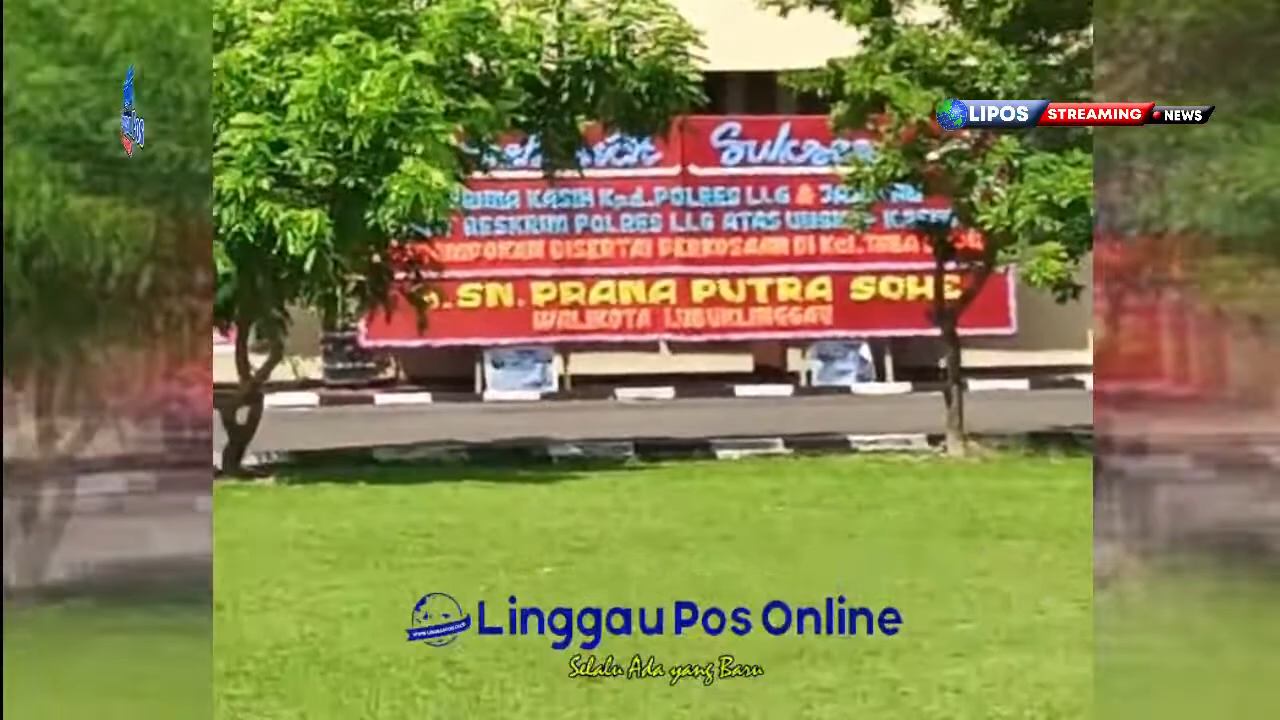 LIPOS STREAMING NEWS
Sukses
KASIH Kpd. POLRES LLG &
RESKRIM POLRES LLG ATAS
DISERTAI PERKOSAAN DI Kel.
SN. PRANA PUTRA SOHE
WALIKOTA LUBUKLINGGAU
Linggau Pos Online
Selalu Ada yang Baru